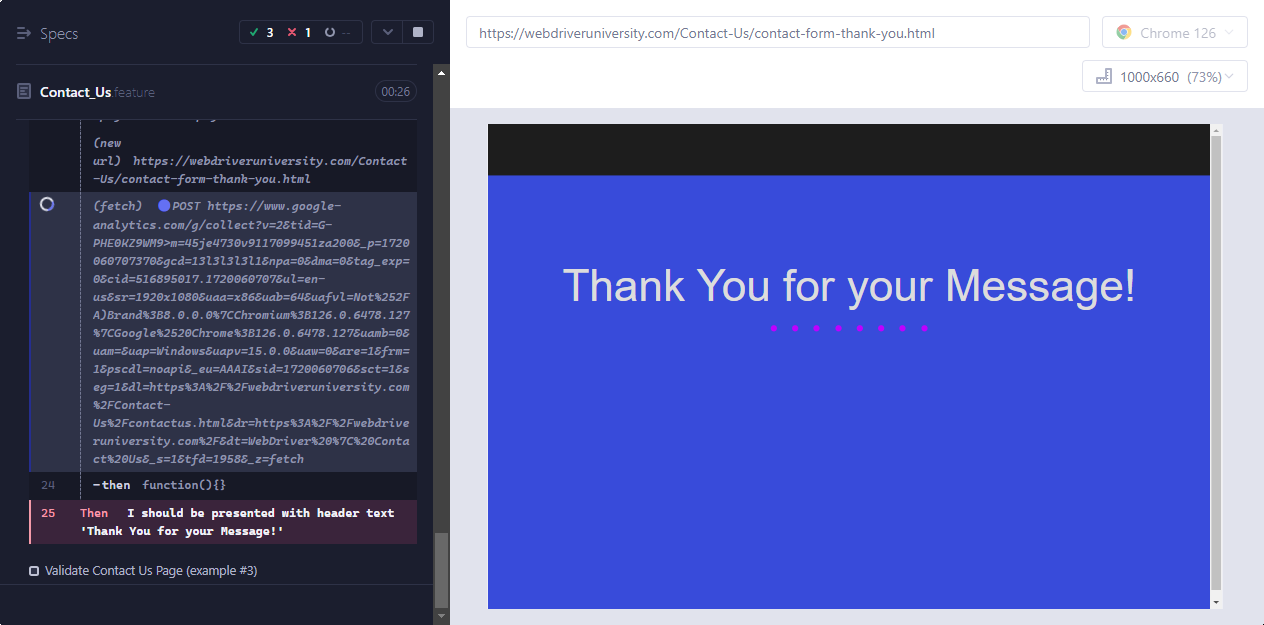 Specs
3 1 --
Contact_Us.feature
00:26
(new
url) https://webdriveruniversity.com/Contact
-Us/contact-form-thank-you.html
(fetch) POST https://www.google-
analytics.com/g/collect?v=2&tid=G-
PHE0KZ9WM9>m=45je4730v9117099451za200&_p=1720
060707370&gcd=13l3l3l3l1&npa=0&dma=0&tag_exp=
0&cid=516895017.1720060707&ul=en-
us&sr=1920x1080&uaa=x86&uab=64&uafvl=Not%252F
A)Brand%3B8.0.0.0%7CChromium%3B126.0.6478.127
%7CGoogle%2520Chrome%3B126.0.6478.127&uamb=0&
uam=&uap=Windows&uapv=15.0.0&uaw=0&are=1&frm=
1&pscdl=noapi&_eu=AAAI&sid=1720060706&sct=1&s
eg=1&dl=https%3A%2F%2Fwebdriveruniversity.com
%2FContact-
Us%2Fcontactus.html&dr=https%3A%2F%2Fwebdrive
runiversity.com%2F&dt=WebDriver%20%7C%20Conta
ct%20Us&_s=1&tfd=1958&_z=fetch
24 -then function(){}
25 Then I should be presented with header text
'Thank You for your Message!'
Validate Contact Us Page (example #3)
https://webdriveruniversity.com/Contact-Us/contact-form-thank-you.html
Chrome 126
1000x660 (73%)
Thank You for your Message!